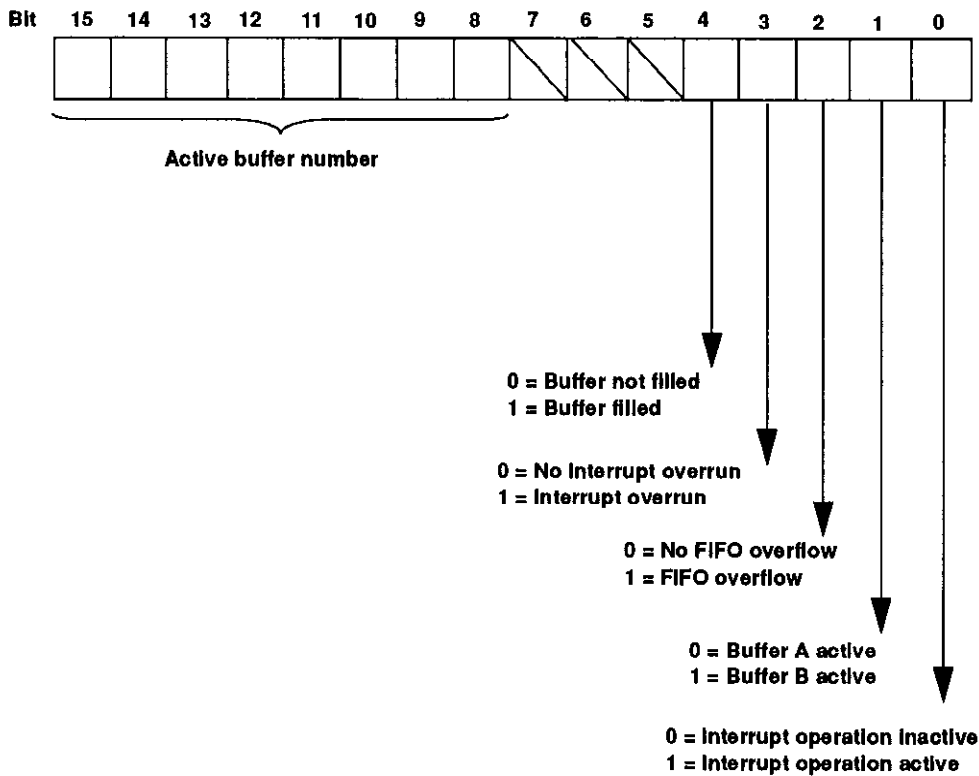 Bit 15 14 13 12 11 10 9 8 7 6 5 4 3 2 1 0
Active buffer number
0 = Buffer not filled
1 = Buffer filled
0 = No Interrupt overrun
1 = Interrupt overrun
0 = No FIFO overflow
1 = FIFO overflow
0 = Buffer A active
1 = Buffer B active
0 = Interrupt operation inactive
1 = Interrupt operation active